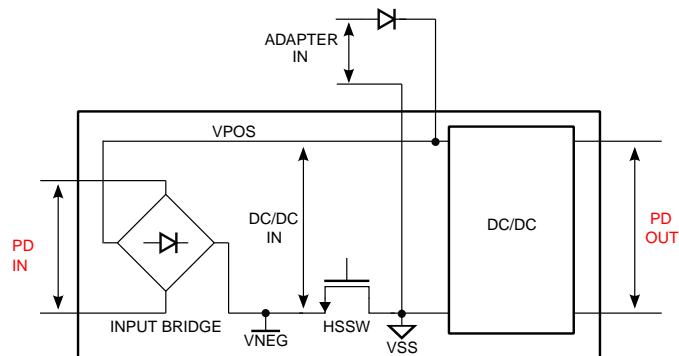 ADAPTER
IN
VPOS
PD
IN
DC/DC
IN
DC/DC
PD
OUT
INPUT BRIDGE
VNEG
HSSW
VSS